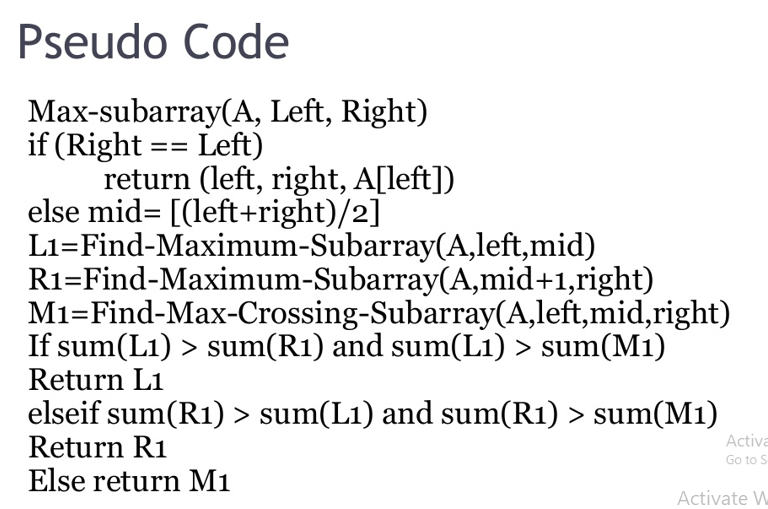 Pseudo Code
Max-subarray(A, Left, Right)
if (Right == Left)
return (left, right, A[left])
else mid= [(left+right)/2]
L1=Find-Maximum-Subarray(A,left,mid)
R1=Find-Maximum-Subarray(A,mid+1,right)
M1=Find-Max-Crossing-Subarray(A,left,mid,right)
If sum(L1) > sum(R1) and sum(L1) > sum(M1)
Return L1
elseif sum(R1) > sum(L1) and sum(R1) > sum(M1)
Return R1
Else return M1
Activa
Go to S
Activate W